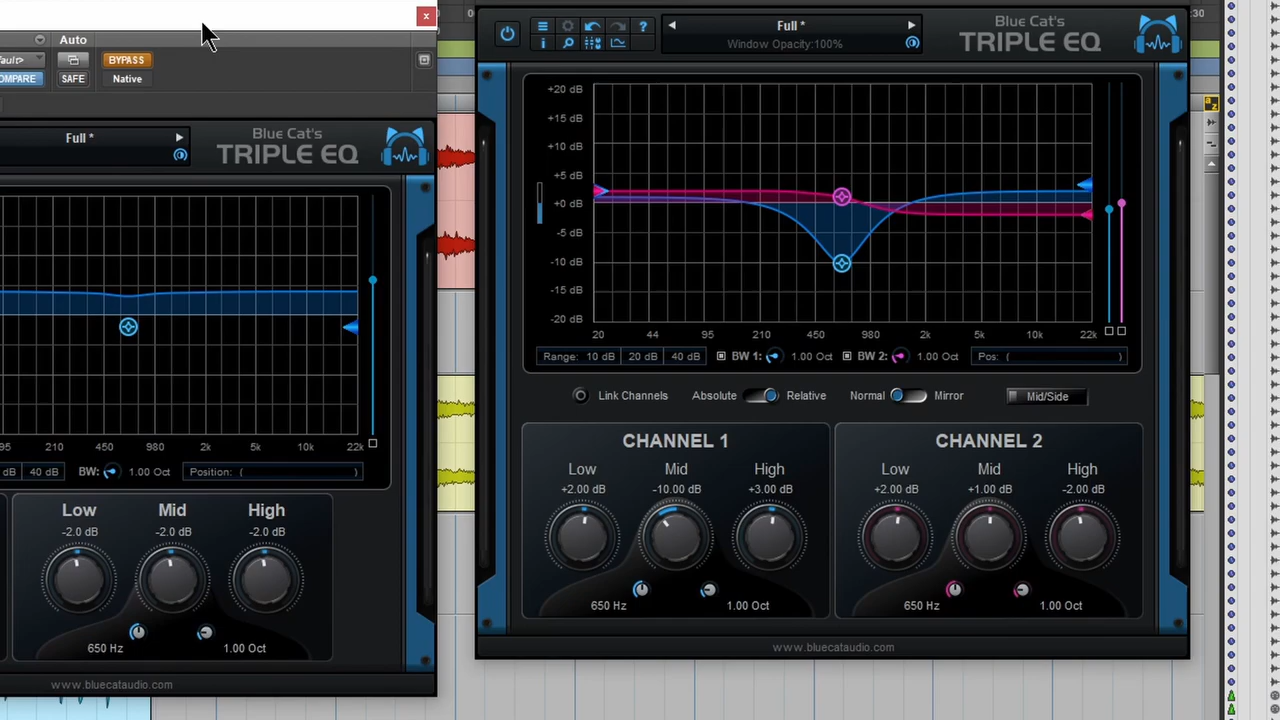 Auto
ault>
BYPASS
OMPARE
SAFE
Native
Full *
Blue Cat's
TRIPLE EQ
95 210 450 980 2k 5k 10k 22k
dB 40 dB BW: 1.00 Oct Position: ( )
Low Mid High
-2.0 dB -2.0 dB -2.0 dB
650 Hz 1.00 Oct
www.bluecataudio.com
Full *
Window Opacity:100%
Blue Cat's
TRIPLE EQ
:30
+20 dB
+15 dB
+10 dB
+5 dB
+0 dB
-5 dB
-10 dB
-15 dB
-20 dB
20 44 95 210 450 980 2k 5k 10k 22k
Range: 10 dB 20 dB 40 dB BW 1: 1.00 Oct BW 2: 1.00 Oct Pos: ( )
Link Channels Absolute Relative Normal Mirror Mid/Side
CHANNEL 1
Low Mid High
+2.00 dB -10.00 dB +3.00 dB
650 Hz 1.00 Oct
CHANNEL 2
Low Mid High
+2.00 dB +1.00 dB -2.00 dB
650 Hz 1.00 Oct
www.bluecataudio.com